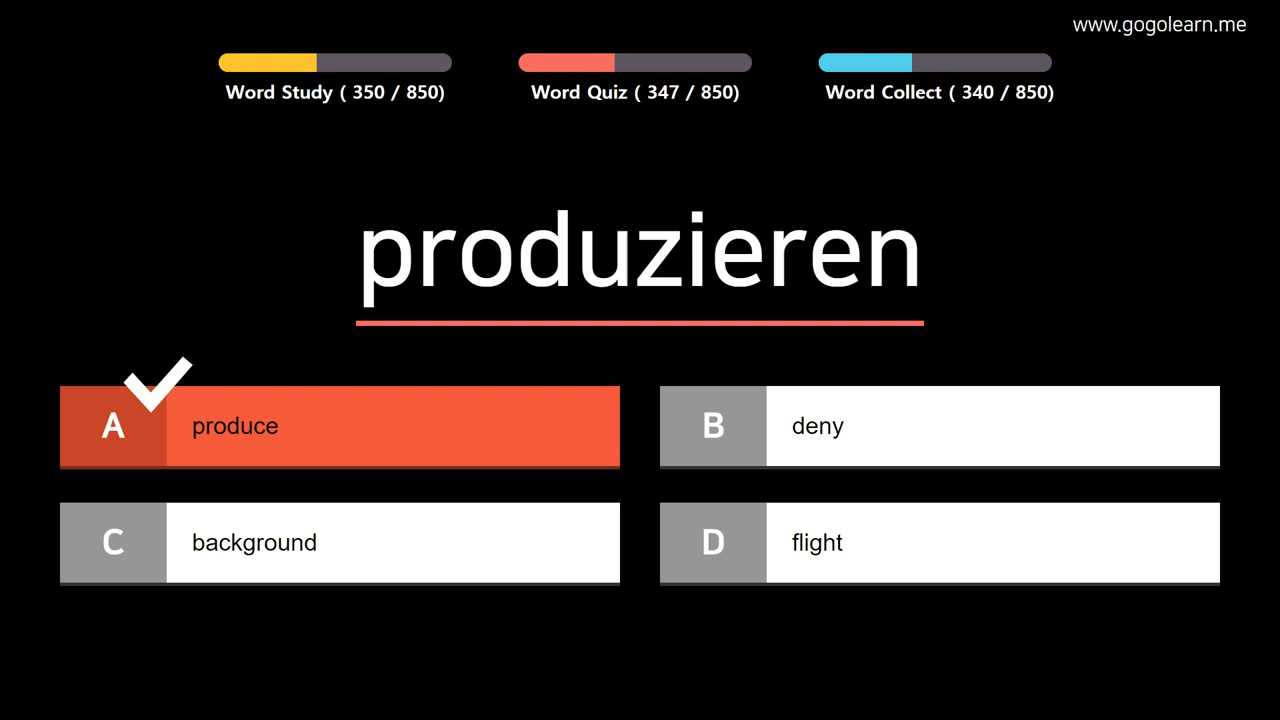 www.gogolearn.me
Word Study ( 350 / 850)
Word Quiz ( 347 / 850)
Word Collect ( 340 / 850)
produzieren
A produce
B deny
C background
D flight